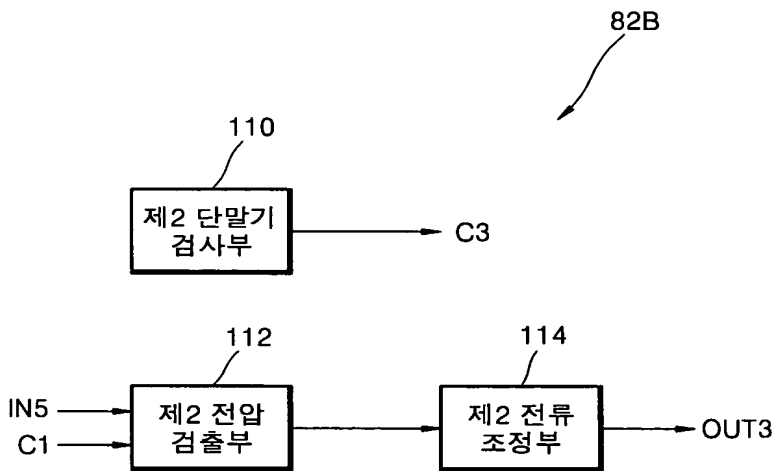 82B
110
제2 단말기
검사부
C3
112
114
IN5
C1
제2 전압
검출부
제2 전류
조정부
OUT3